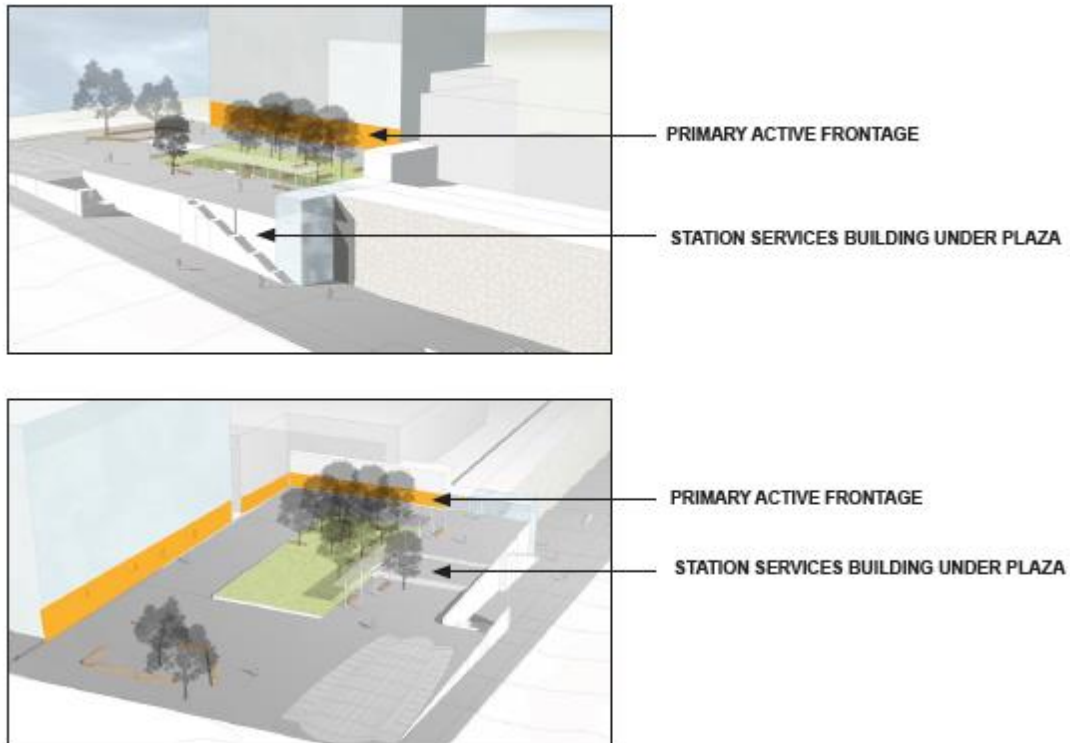 PRIMARY ACTIVE FRONTAGE
STATION SERVICES BUILDING UNDER PLAZA
PRIMARY ACTIVE FRONTAGE
STATION SERVICES BUILDING UNDER PLAZA